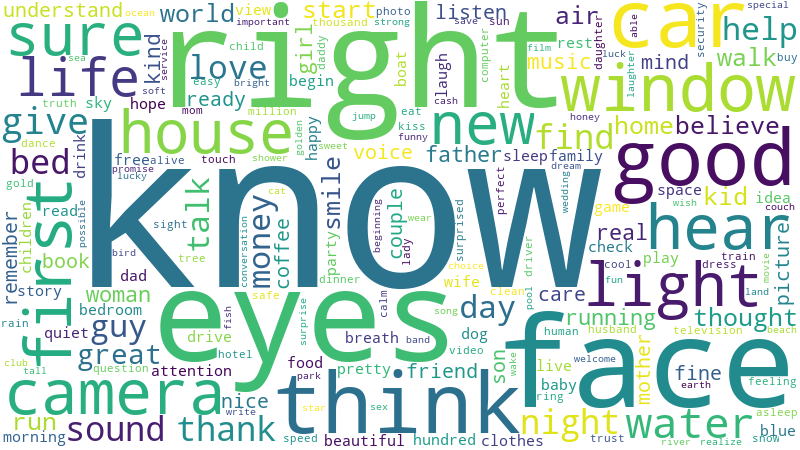 understand
ocean
world
view
start
important
thousand
photo
strong
listen
save
sun
air
car
able
security
special
help
sure
right
kind
service
love
girl
child
daddy
boat
computer
film
rest
daughter
luck
laughter
mind
walk
buy
life
easy
begin
laugh
heart
music
sea
truth
sky
hope
soft
mom
bright
ready
million
jump
eat
kiss
cash
funny
window
honey
give
dance
drink
house
golden
happy
sweet
new
find
home
believe
bed
free
alive
touch
shower
voice
father
sleep
family
dream
good
gold
lucky
promise
know
cat
smile
couple
perfect
wedding
space
kid
wish
couch
idea
remember
children
read
possible
first
sight
talk
conversation
money
coffee
party
beginning
wear
lady
surprised
game
real
hear
book
bird
tree
check
cool
play
train
dress
movie
picture
story
dad
woman
safe
surprise
dinner
calm
choice
wife
clean
pool
driver
care
light
fun
land
rain
bedroom
eyes
fish
song
day
running
thought
quiet
guy
drive
breath
band
dog
human
husband
television
beach
great
hotel
video
face
club
tall
question
attention
food
park
pretty
friend
son
wake
live
welcome
mother
fine
earth
feeling
camera
nice
write
star
think
sex
baby
ring
night
water
asleep
blue
run
morning
sound
thank
speed
beautiful
hundred
clothes
trust
river
realize
snow